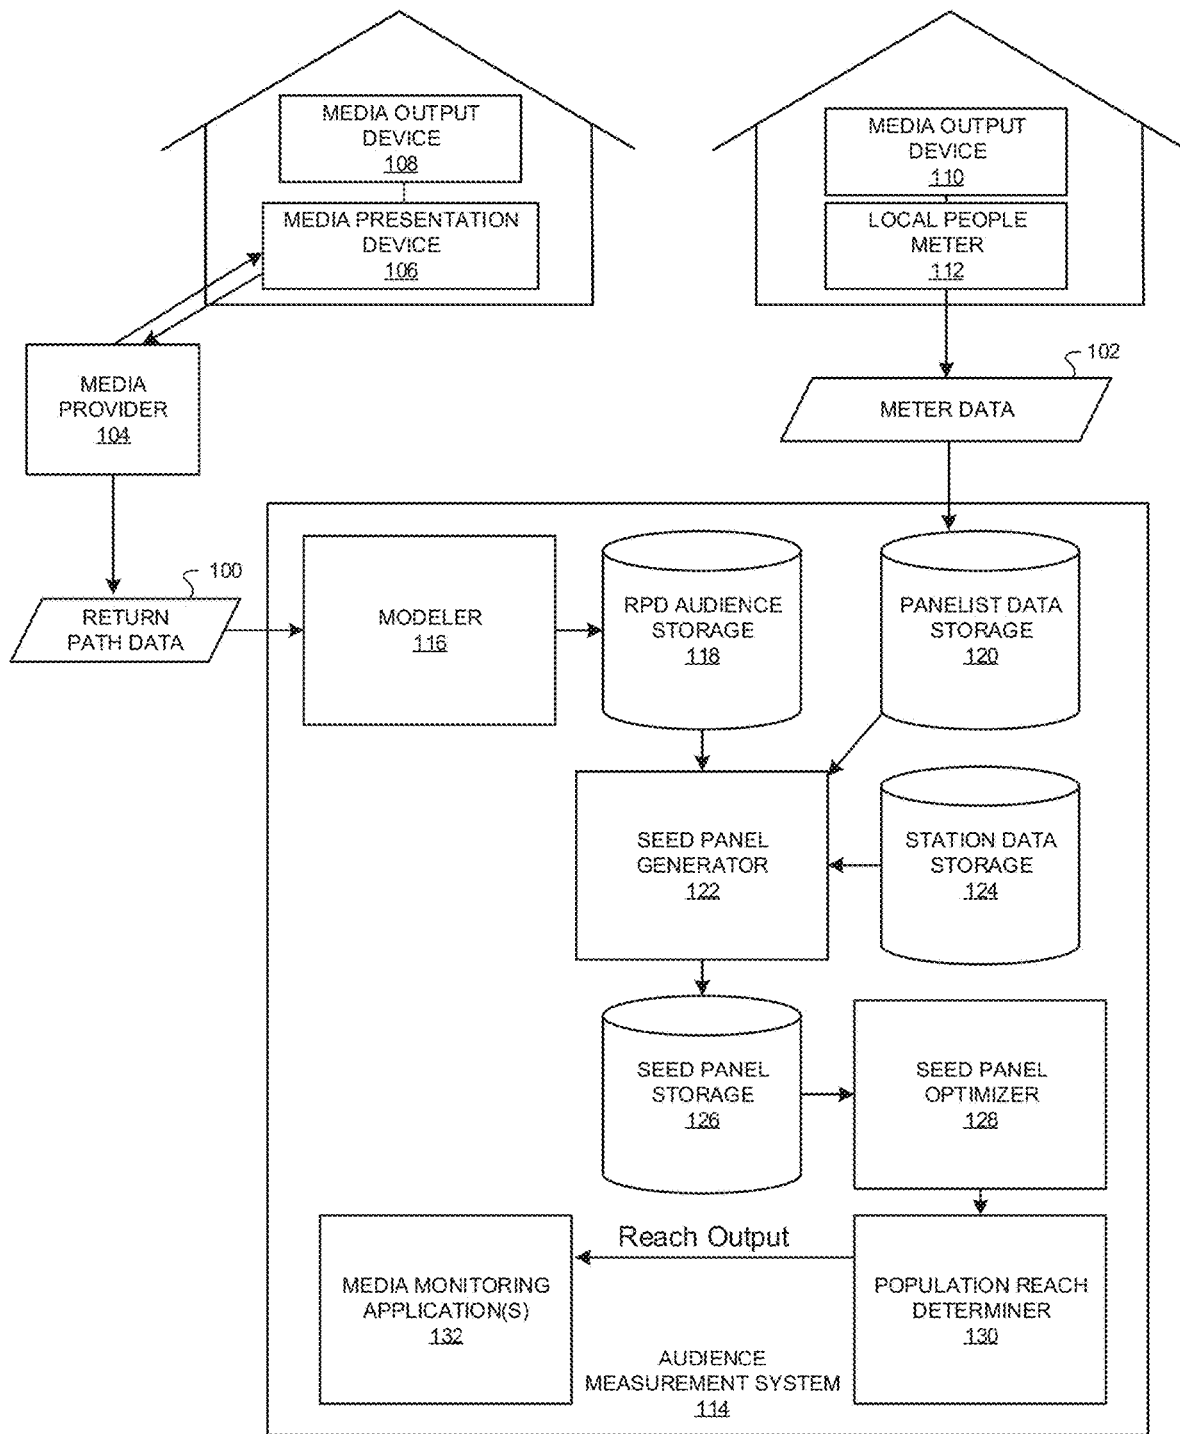 MEDIA OUTPUT
DEVICE
108
MEDIA PRESENTATION
DEVICE
106
MEDIA OUTPUT
DEVICE
110
LOCAL PEOPLE
METER
112
MEDIA
PROVIDER
104
102
METER DATA
100
RETURN
PATH DATA
MODELER
116
RPD AUDIENCE
STORAGE
118
PANELIST DATA
STORAGE
120
SEED PANEL
GENERATOR
122
STATION DATA
STORAGE
124
SEED PANEL
STORAGE
126
SEED PANEL
OPTIMIZER
128
Reach Output
MEDIA MONITORING
APPLICATION(S)
132
POPULATION REACH
DETERMINER
130
AUDIENCE
MEASUREMENT SYSTEM
114